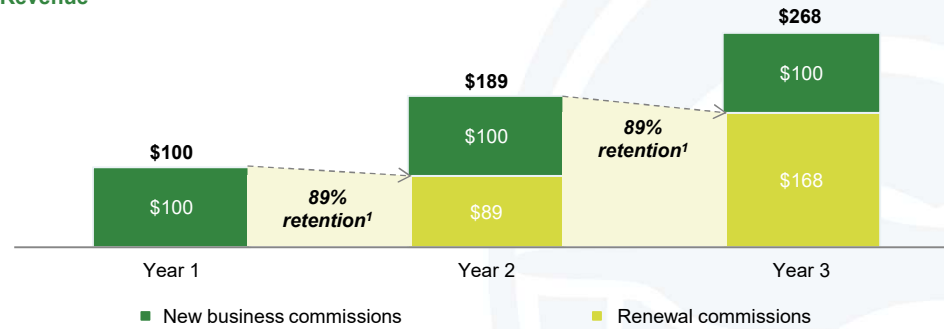 Revenue
$268
$100
$189
$100
89%
retention¹
$100
$168
$100
89%
retention¹
$89
Year 1
Year 2
Year 3
New business commissions
Renewal commissions